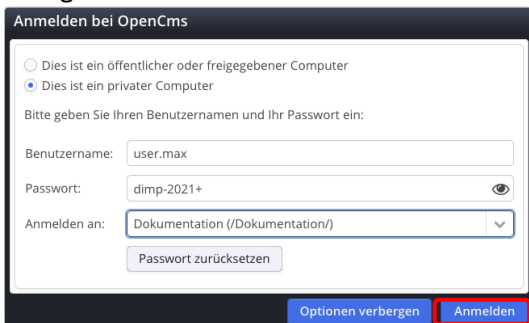 Anmelden bei OpenCms
Dies ist ein öffentlicher oder freigegebener Computer
Dies ist ein privater Computer
Bitte geben Sie Ihren Benutzernamen und Ihr Passwort ein:
Benutzername: user.max
Passwort: dimp-2021+
Anmelden an: Dokumentation (/Dokumentation/)
Passwort zurücksetzen
Optionen verbergen Anmelden